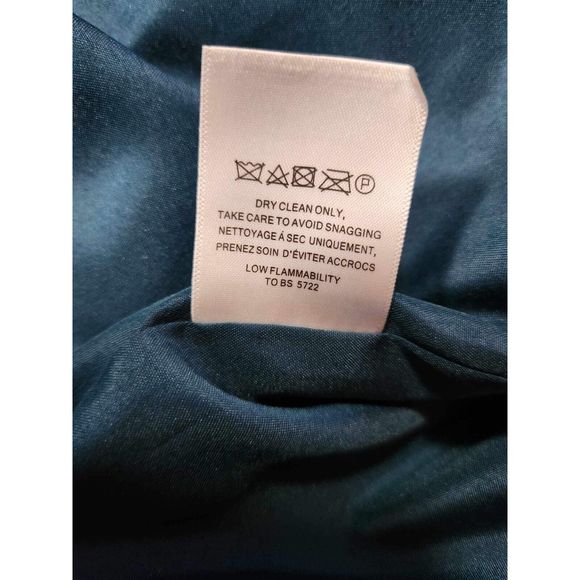 P
DRY CLEAN ONLY,
TAKE CARE TO AVOID SNAGGING
NETTOYAGE Á SEC UNIQUEMENT,
PRENEZ SOIN D'ÉVITER ACCROCS
LOW FLAMMABILITY
TO BS 5722